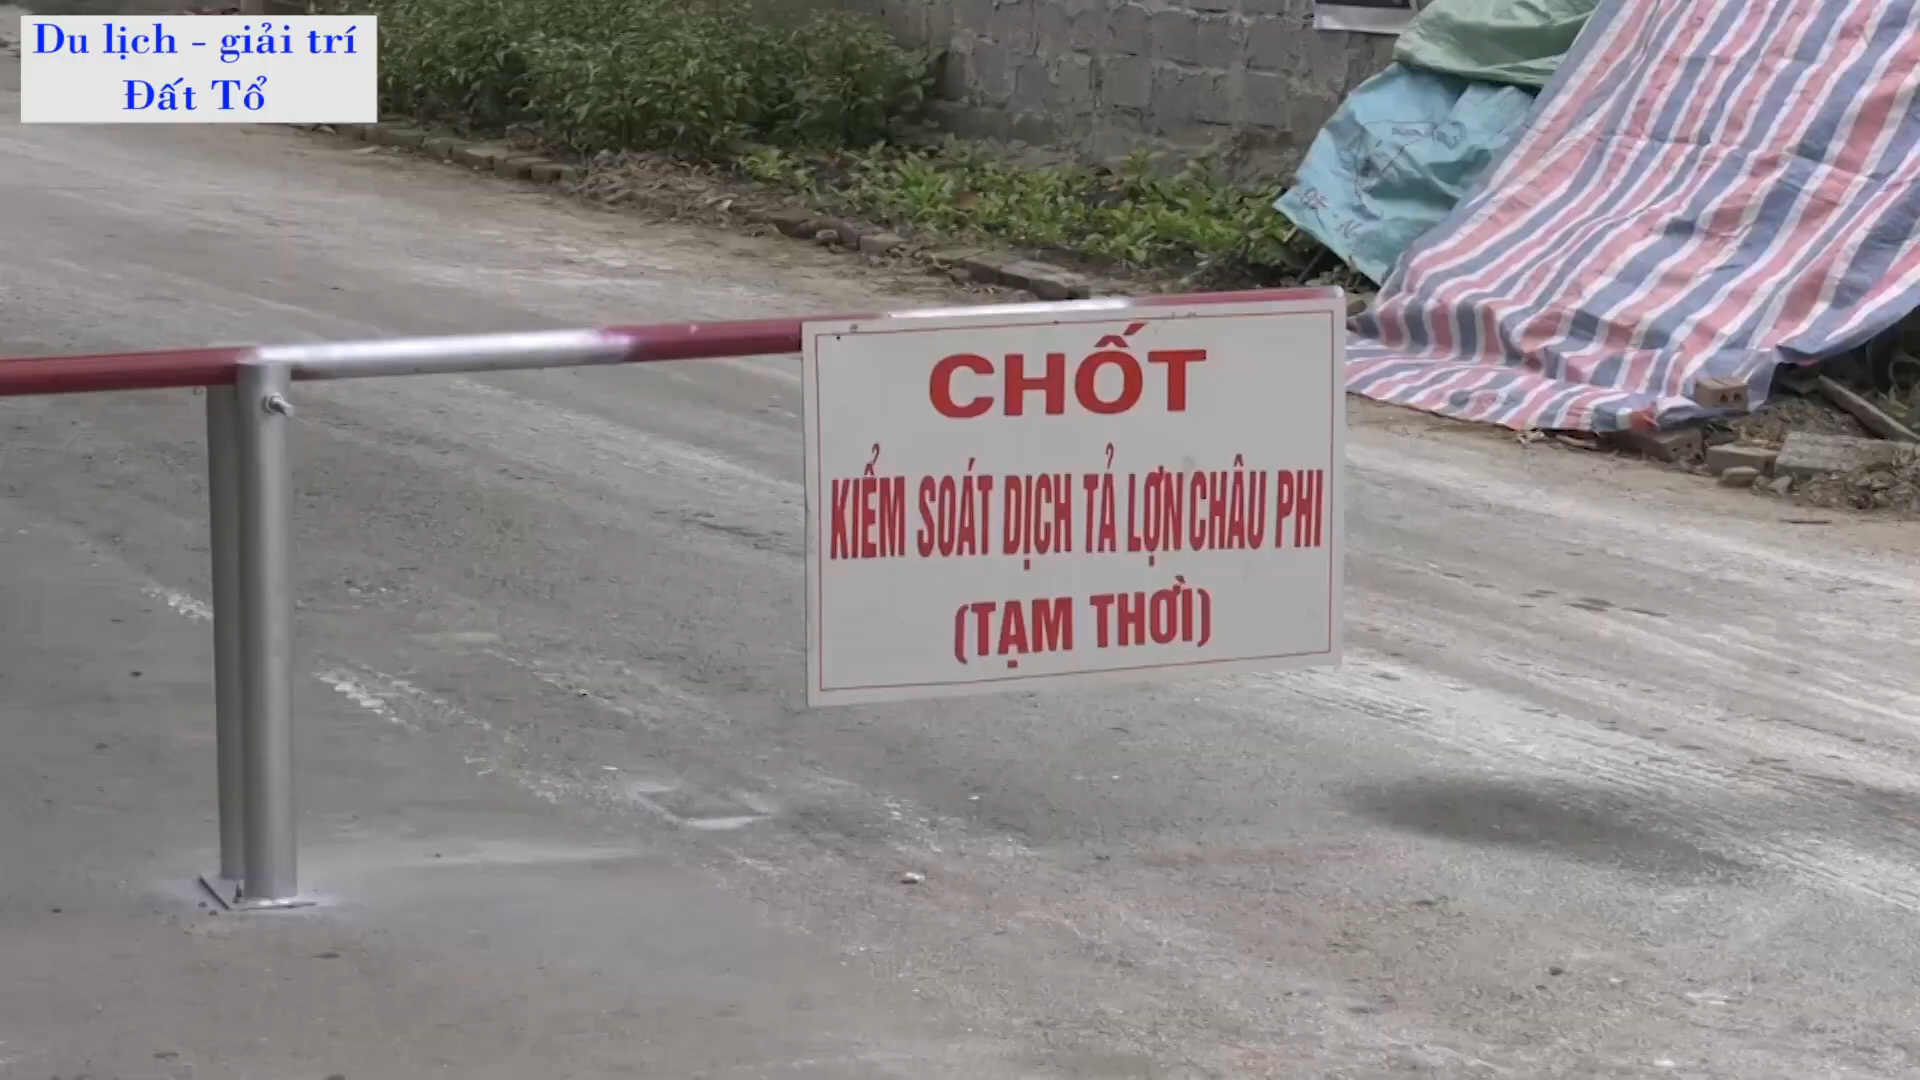 Du lịch - giải trí
Đất Tổ
CHỐT
KIỂM SOÁT DỊCH TẢ LỢN CHÂU PHI
(TẠM THỜI)